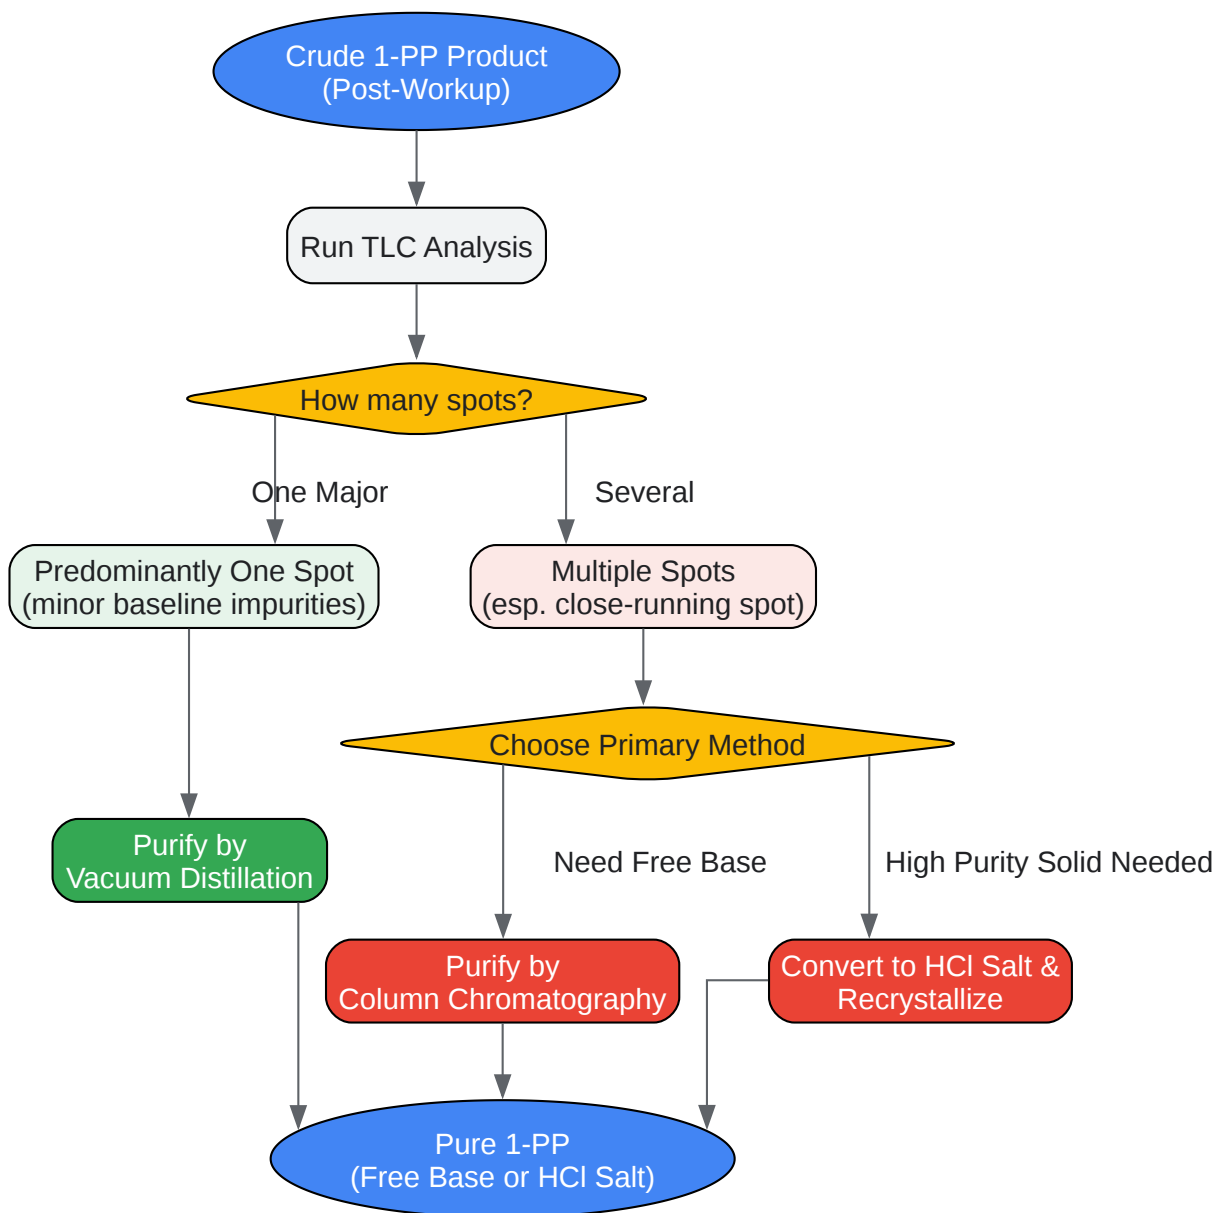 Crude 1-PP Product
(Post-Workup)
Run TLC Analysis
How many spots?
One Major
Several
Predominantly One Spot
(minor baseline impurities)
Multiple Spots
(esp. close-running spot)
Choose Primary Method
Purify by
Vacuum Distillation
Need Free Base
High Purity Solid Needed
Purify by
Column Chromatography
Convert to HCl Salt &
Recrystallize
Pure 1-PP
(Free Base or HCl Salt)